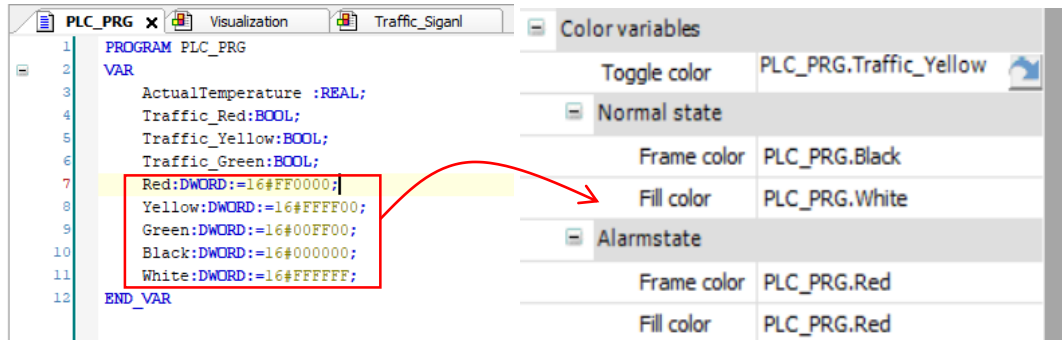 PLC_PRG Visualization Traffic_Siganl
1 PROGRAM PLC_PRG
2 VAR
3 ActualTemperature :REAL;
4 Traffic_Red:BOOL;
5 Traffic_Yellow:BOOL;
6 Traffic_Green:BOOL;
7 Red:DWORD:=16#FF0000;
8 Yellow:DWORD:=16#FFFF00;
9 Green:DWORD:=16#00FF00;
10 Black:DWORD:=16#000000;
11 White:DWORD:=16#FFFFFF;
12 END_VAR
Color variables
Toggle color PLC_PRG.Traffic_Yellow
Normal state
Frame color PLC_PRG.Black
Fill color PLC_PRG.White
Alarmstate
Frame color PLC_PRG.Red
Fill color PLC_PRG.Red